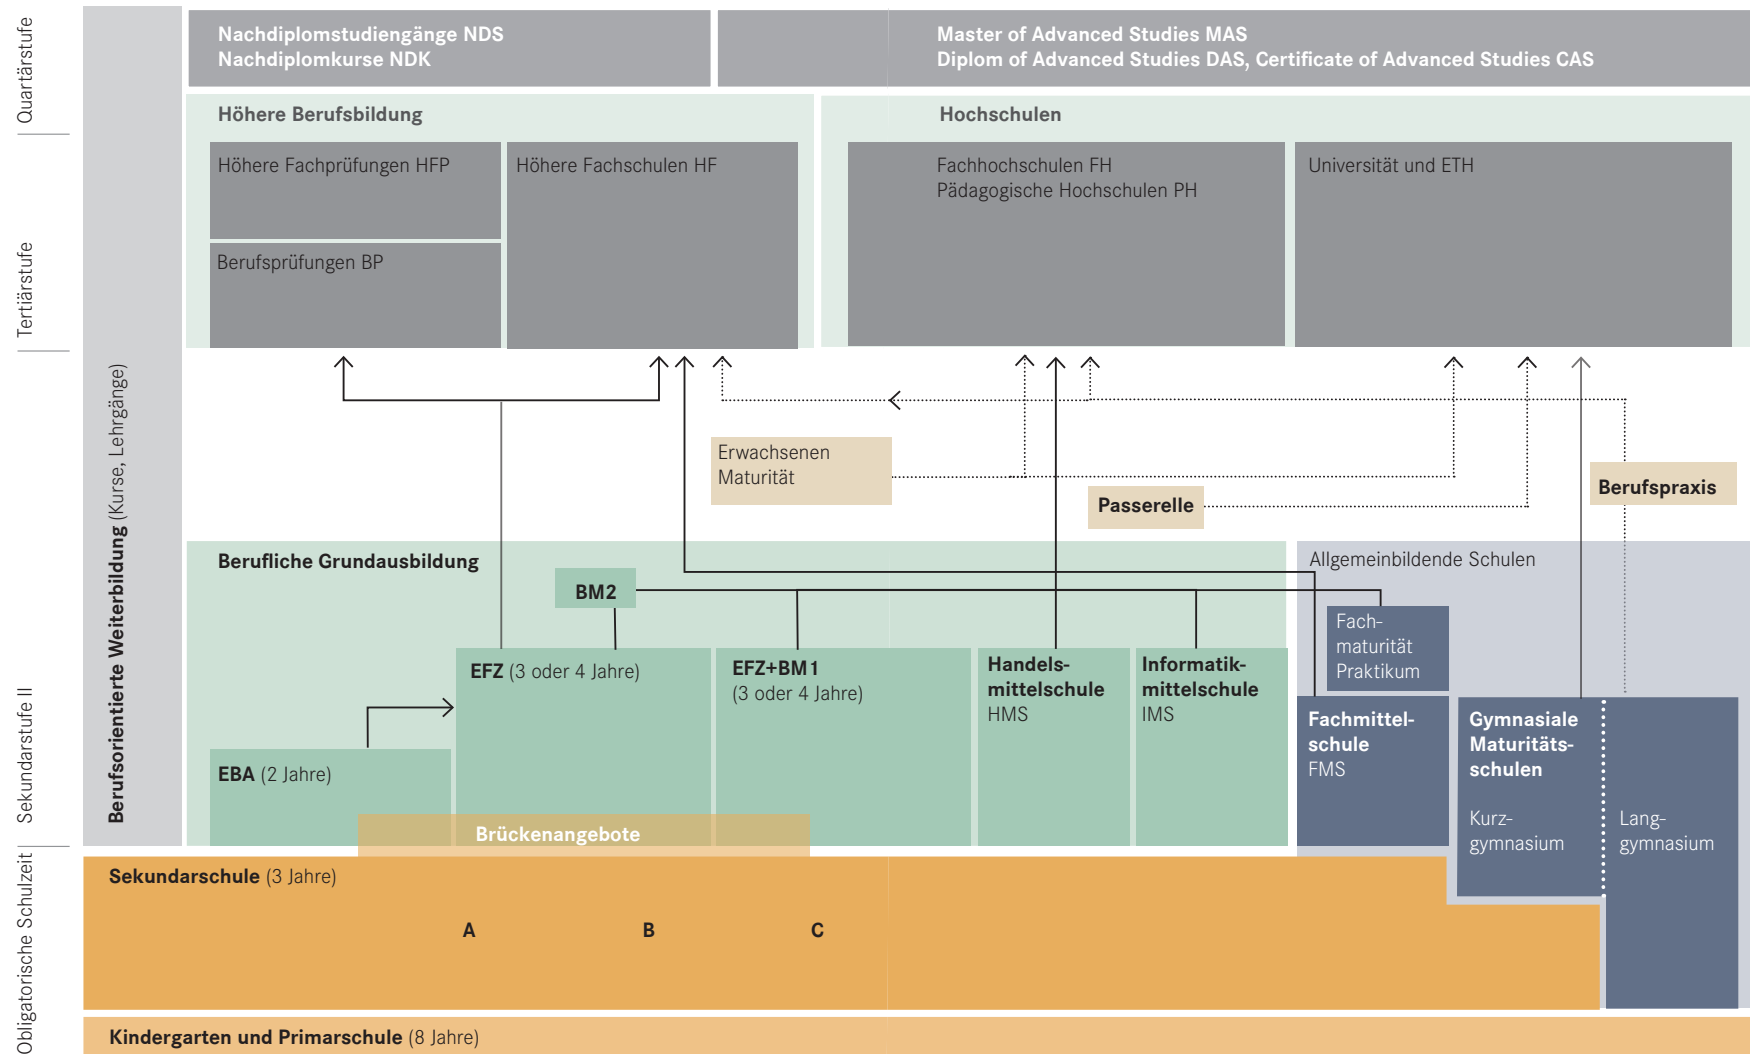 Quartärstufe
Nachdiplomstudiengänge NDS
Nachdiplomkurse NDK
Master of Advanced Studies MAS
Diplom of Advanced Studies DAS, Certificate of Advanced Studies CAS
Tertiärstufe
Höhere Berufsbildung
Höhere Fachprüfungen HFP
Berufsprüfungen BP
Höhere Fachschulen HF
Hochschulen
Fachhochschulen FH
Pädagogische Hochschulen PH
Universität und ETH
Berufsorientierte Weiterbildung (Kurse, Lehrgänge)
Erwachsenen
Maturität
Passerelle
Berufspraxis
Sekundarstufe II
Berufliche Grundausbildung
BM2
EFZ (3 oder 4 Jahre)
EFZ+BM1
(3 oder 4 Jahre)
Handels-
mittelschule
HMS
Informatik-
mittelschule
IMS
EBA (2 Jahre)
Brückenangebote
Allgemeinbildende Schulen
Fach-
maturität
Praktikum
Fachmittel-
schule
FMS
Gymnasiale
Maturitäts-
schulen
Kurz-
gymnasium
Lang-
gymnasium
Obligatorische Schulzeit
Sekundarschule (3 Jahre)
A
B
C
Kindergarten und Primarschule (8 Jahre)